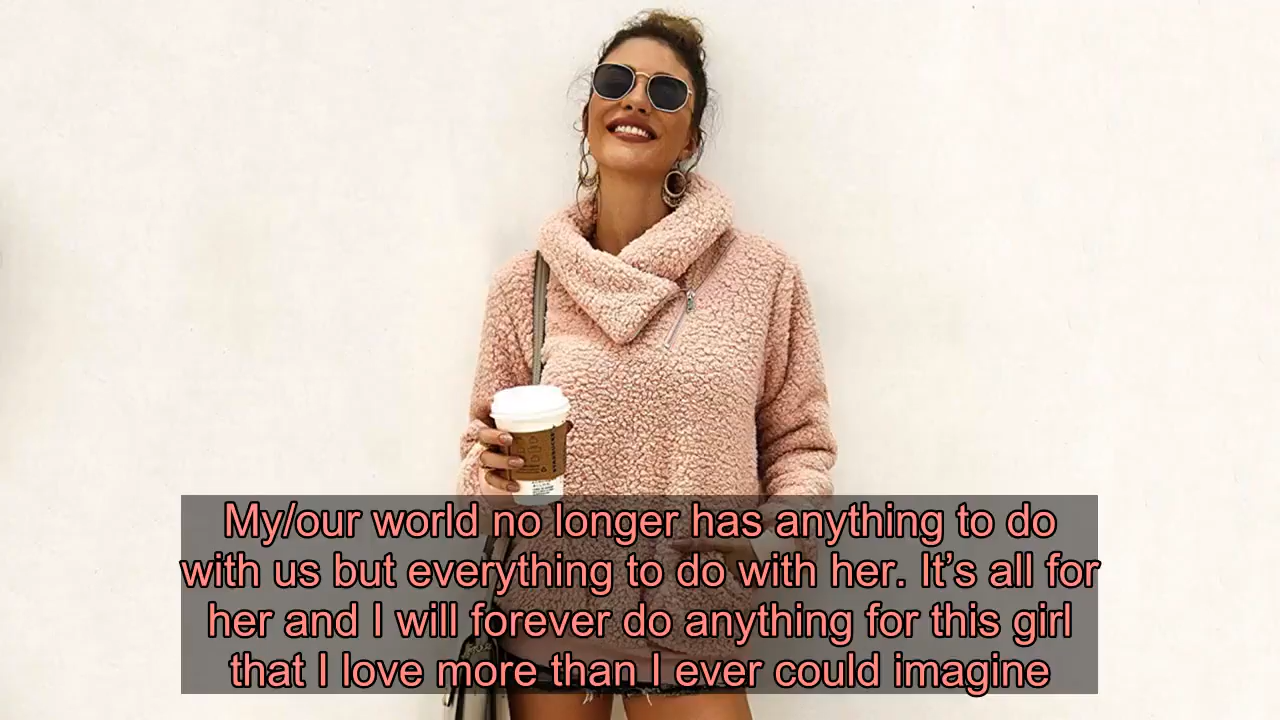 My/our world no longer has anything to do
with us but everything to do with her. It’s all for
her and I will forever do anything for this girl
that I love more than I ever could imagine